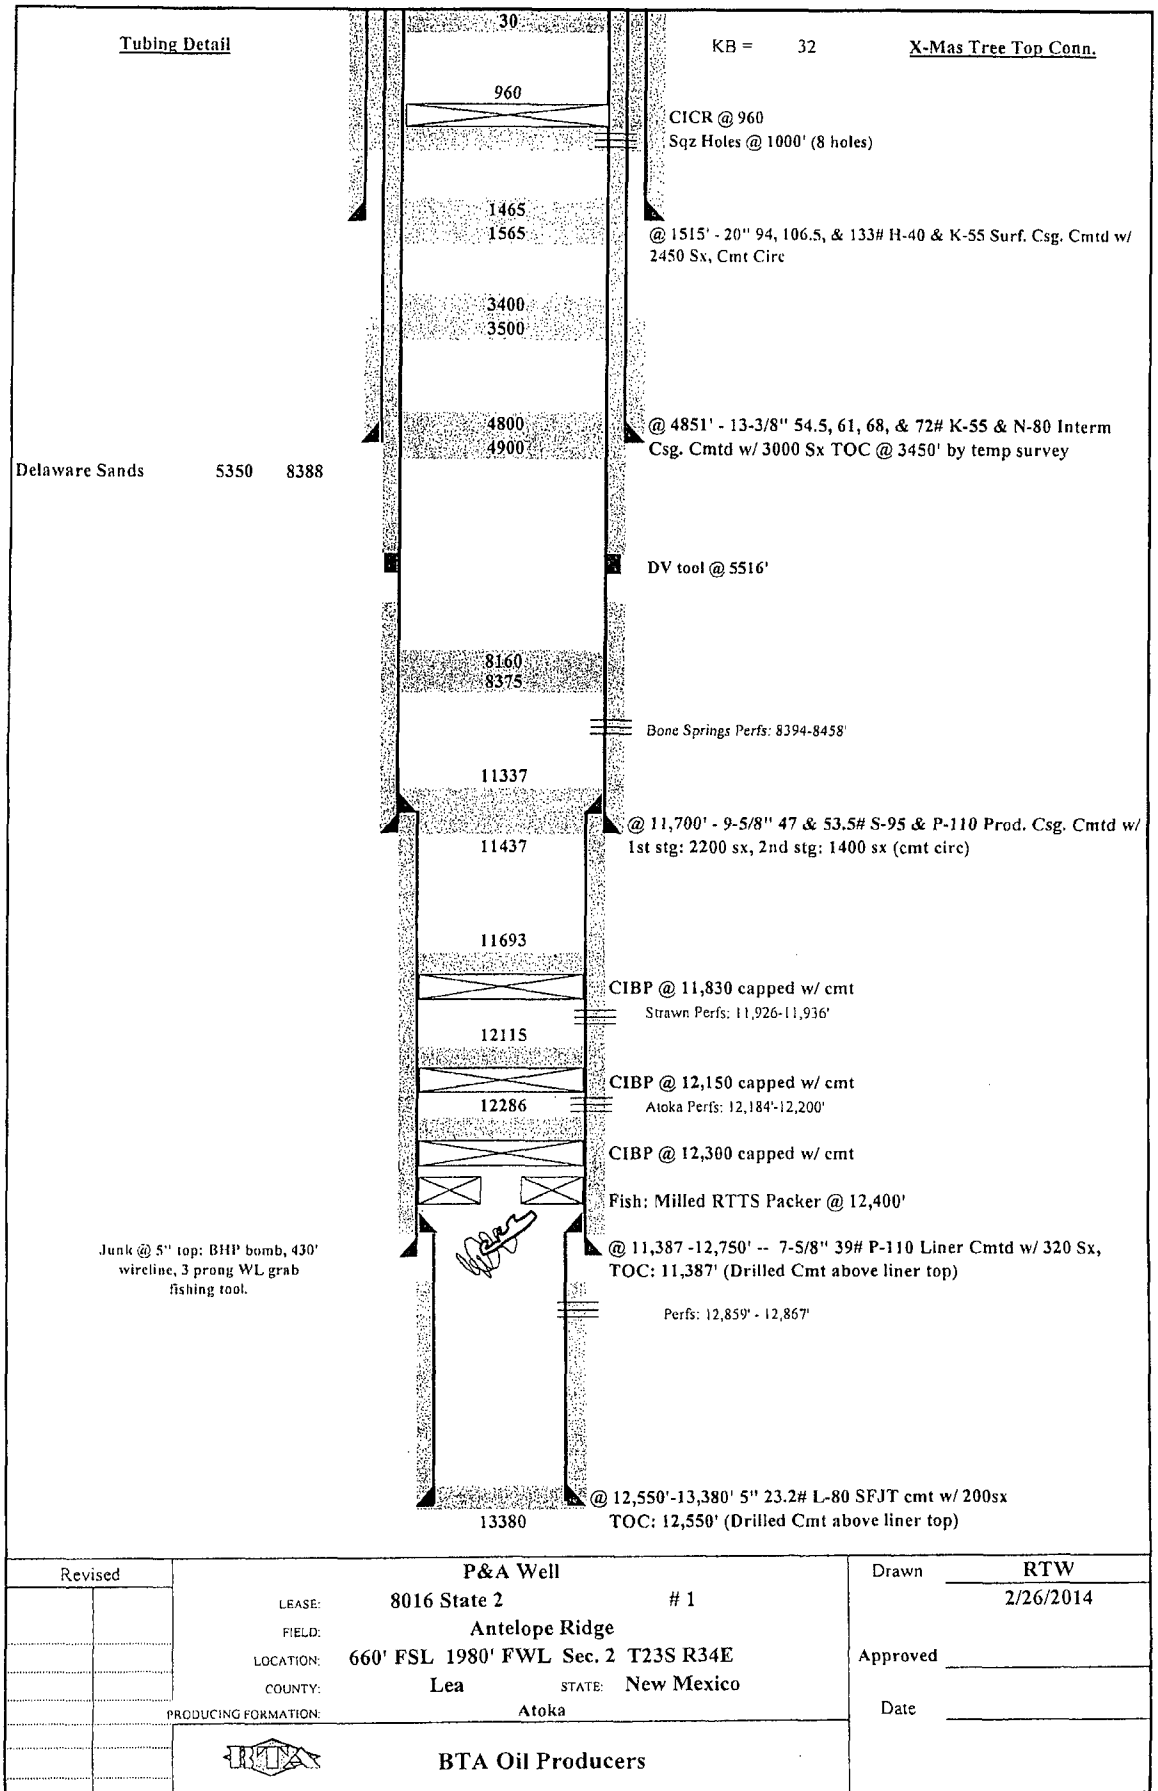 30
Tubing Detail
KB = 32
X-Mas Tree Top Conn.
960
CICR @ 960
Sqz Holes @ 1000' (8 holes)
1465
1565
@ 1515' - 20" 94, 106.5, & 133# H-40 & K-55 Surf. Csg. Cmtd w/
2450 Sx, Cmt Circ
3400
3500
4800
4900
@ 4851' - 13-3/8" 54.5, 61, 68, & 72# K-55 & N-80 Interm
Csg. Cmtd w/ 3000 Sx TOC @ 3450' by temp survey
Delaware Sands 5350 8388
DV tool @ 5516'
8160
8375
Bone Springs Perfs: 8394-8458'
11337
@ 11,700' - 9-5/8" 47 & 53.5# S-95 & P-110 Prod. Csg. Cmtd w/
1st stg: 2200 sx, 2nd stg: 1400 sx (cmt circ)
11437
11693
CIBP @ 11,830 capped w/ cmt
Strawn Perfs: 11,926-11,936'
12115
CIBP @ 12,150 capped w/ cmt
12286
Atoka Perfs: 12,184'-12,200'
CIBP @ 12,300 capped w/ cmt
Fish: Milled RTTS Packer @ 12,400'
Junk @ 5" top: BHP bomb, 430'
wireline, 3 prong WL grab
fishing tool.
@ 11,387 -12,750' -- 7-5/8" 39# P-110 Liner Cmtd w/ 320 Sx,
TOC: 11,387' (Drilled Cmt above liner top)
Perfs: 12,859' - 12,867'
@ 12,550'-13,380' 5" 23.2# L-80 SFJT cmt w/ 200sx
TOC: 12,550' (Drilled Cmt above liner top)
13380
Revised
P&A Well
LEASE: 8016 State 2 # 1
FIELD: Antelope Ridge
LOCATION: 660' FSL 1980' FWL Sec. 2 T23S R34E
COUNTY: Lea STATE: New Mexico
PRODUCING FORMATION: Atoka
BTA
BTA Oil Producers
Drawn RTW
2/26/2014
Approved
Date